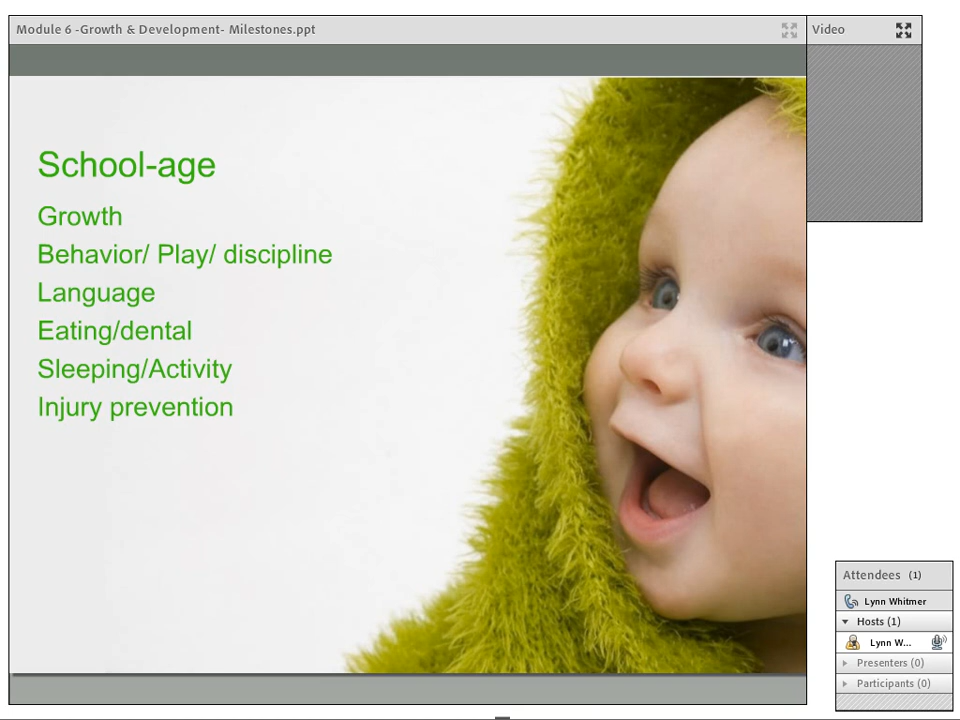 Module 6 -Growth & Development- Milestones.ppt
Video
School-age
Growth
Behavior/ Play/ discipline
Language
Eating/dental
Sleeping/Activity
Injury prevention
Attendees (1)
Lynn Whitmer
Hosts (1)
Lynn W...
Presenters (0)
Participants (0)